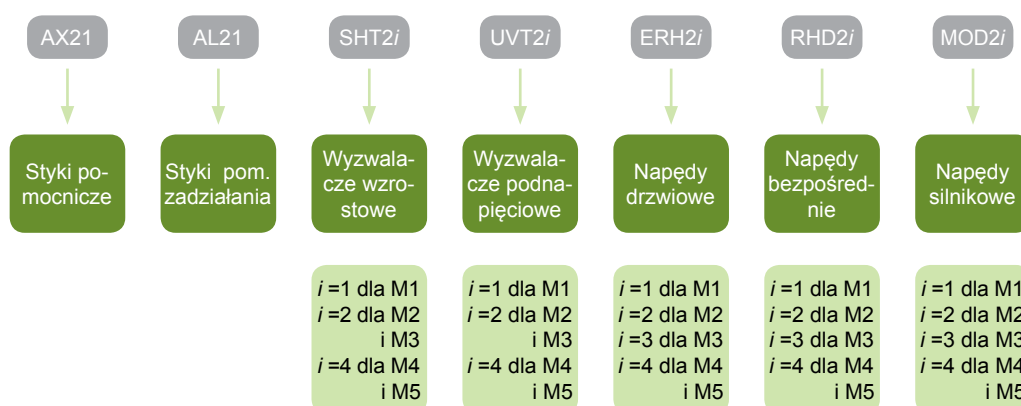 AX21
AL21
SHT2i
UVT2i
ERH2i
RHD2i
MOD2i
Styki po-
mocnicze
Styki pom.
zadziałania
Wyzwala-
cze wzro-
stowe
Wyzwala-
cze podna-
pięciowe
Napędy
drzwiowe
Napędy
bezpośred-
nie
Napędy
silnikowe
i =1 dla M1
i =2 dla M2
i M3
i =4 dla M4
i M5
i =1 dla M1
i =2 dla M2
i M3
i =4 dla M4
i M5
i =1 dla M1
i =2 dla M2
i =3 dla M3
i =4 dla M4
i M5
i =1 dla M1
i =2 dla M2
i =3 dla M3
i =4 dla M4
i M5
i =1 dla M1
i =2 dla M2
i =3 dla M3
i =4 dla M4
i M5